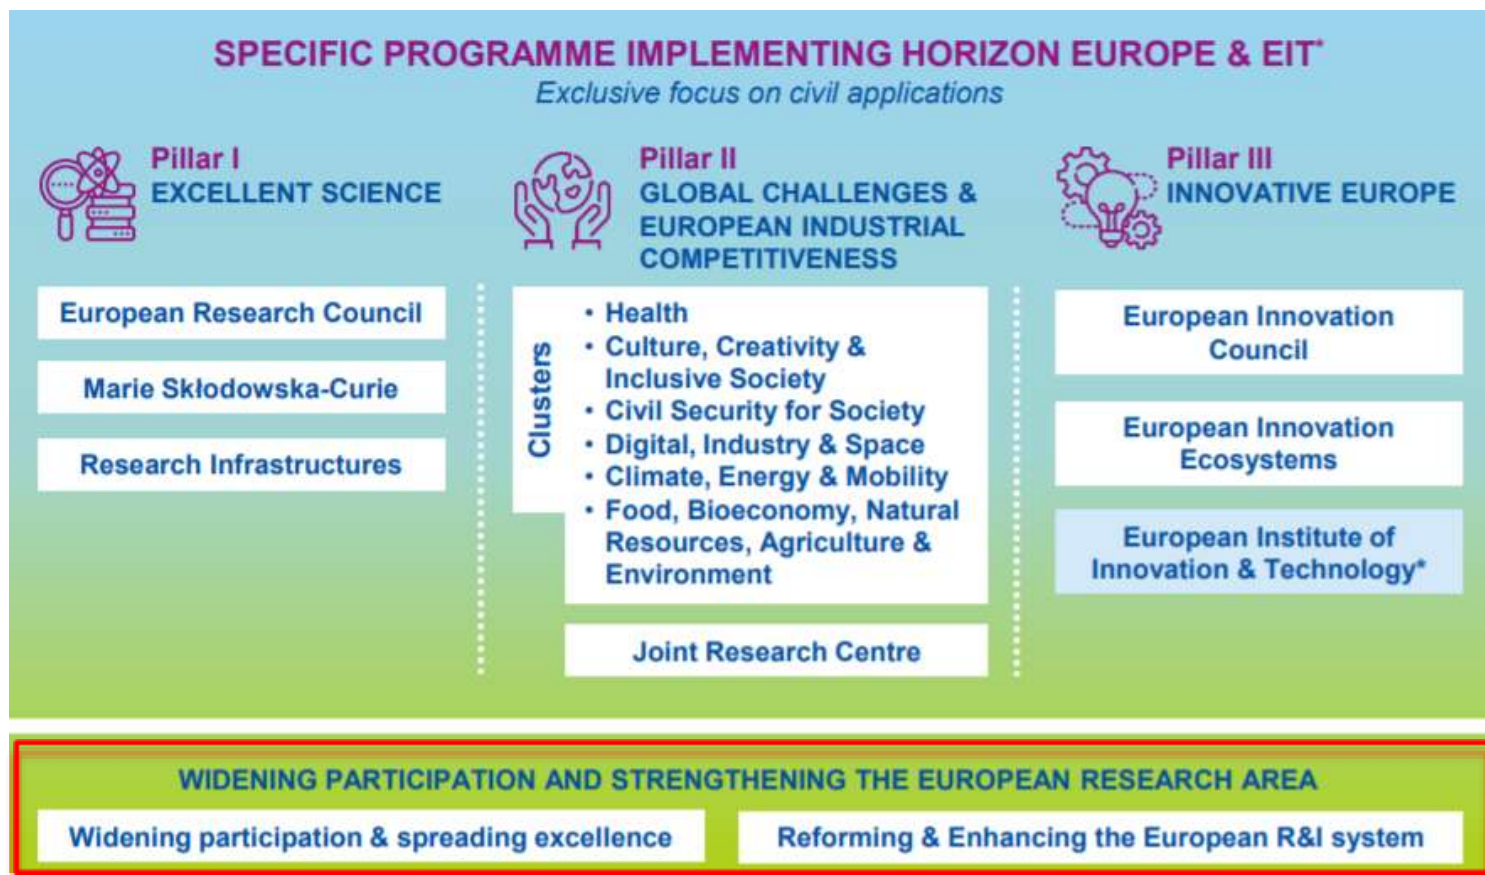 SPECIFIC PROGRAMME IMPLEMENTING HORIZON EUROPE & EIT*
Exclusive focus on civil applications
Pillar I
EXCELLENT SCIENCE
European Research Council
Marie Skłodowska-Curie
Research Infrastructures
Pillar II
GLOBAL CHALLENGES &
EUROPEAN INDUSTRIAL
COMPETITIVENESS
Clusters
• Health
• Culture, Creativity &
Inclusive Society
• Civil Security for Society
• Digital, Industry & Space
• Climate, Energy & Mobility
• Food, Bioeconomy, Natural
Resources, Agriculture &
Environment
Joint Research Centre
Pillar III
INNOVATIVE EUROPE
European Innovation
Council
European Innovation
Ecosystems
European Institute of
Innovation & Technology*
WIDENING PARTICIPATION AND STRENGTHENING THE EUROPEAN RESEARCH AREA
Widening participation & spreading excellence
Reforming & Enhancing the European R&I system